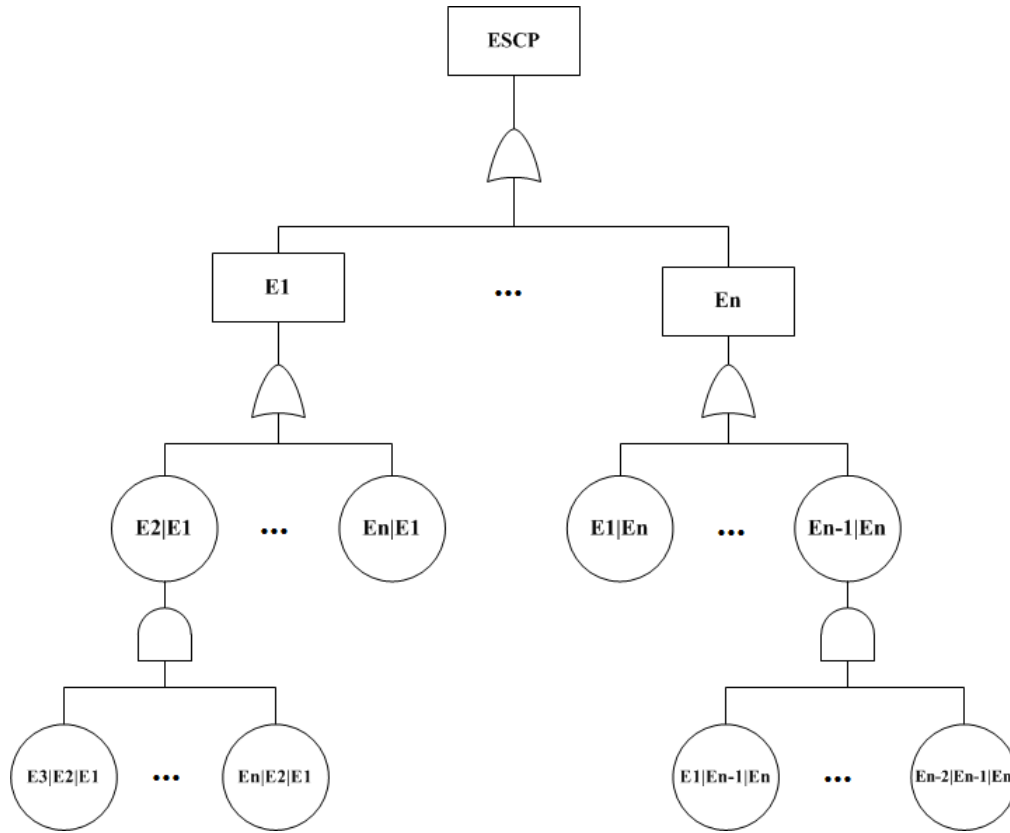 ESCP
E1
...
En
E2|E1
...
En|E1
E1|En
...
En-1|En
E3|E2|E1
...
En|E2|E1
E1|En-1|En
...
En-2|En-1|En